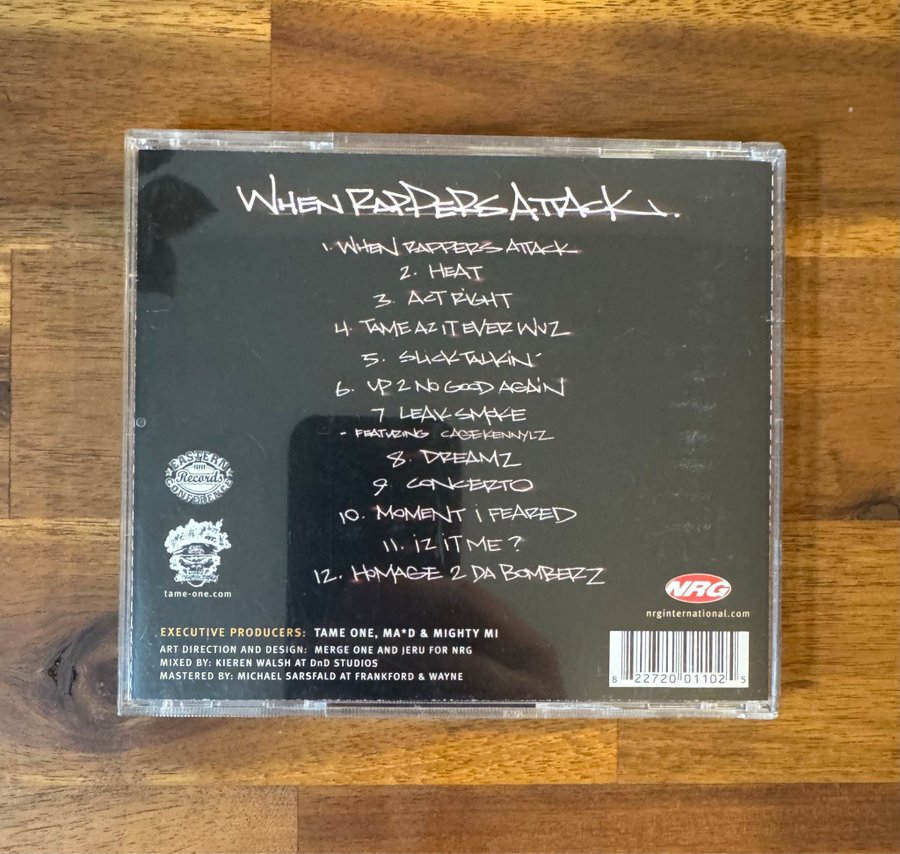 WHEN RAPPERS ATTACK...
1. WHEN RAPPERS ATTACK
2. HEAT
3. ACT RIGHT
4. TAME AZ IT EVER WUZ
5. SLICK TALKIN'
6. UP 2 NO GOOD AGAIN
7 LEAK SMOKE
- FEATURING CAGE KENNYLZ
8. DREAMZ
9. CONCERTO
10. MOMENT I FEARED
11. IZ IT ME?
12. HOMAGE 2 DA BOMBERZ
EASTERN
Records
CONFERENCE
tame-one.com
NRG
nrginternational.com
EXECUTIVE PRODUCERS: TAME ONE, MA*D & MIGHTY MI
ART DIRECTION AND DESIGN: MERGE ONE AND JERU FOR NRG
MIXED BY: KIEREN WALSH AT DnD STUDIOS
MASTERED BY: MICHAEL SARSFALD AT FRANKFORD & WAYNE
8 22720 01102 5